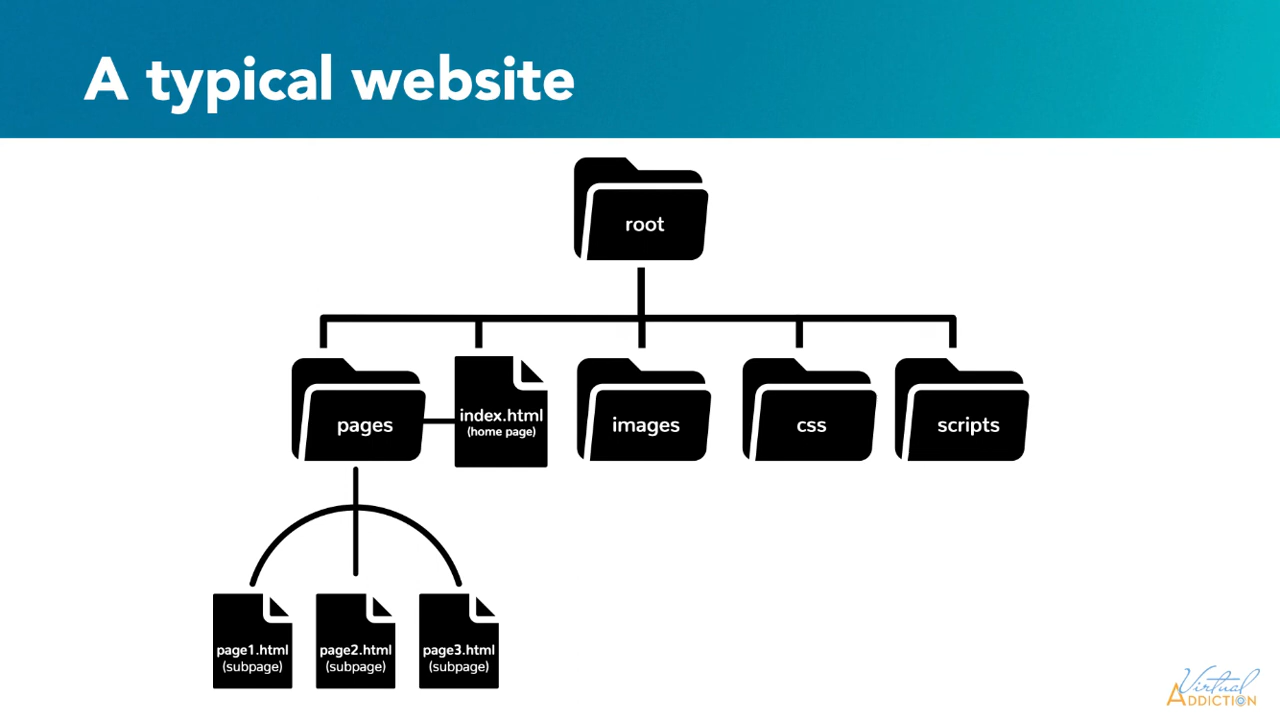 A typical website
root
pages
index.html
(home page)
images
css
scripts
page1.html
(subpage)
page2.html
(subpage)
page3.html
(subpage)
Virtual
ADDICTION